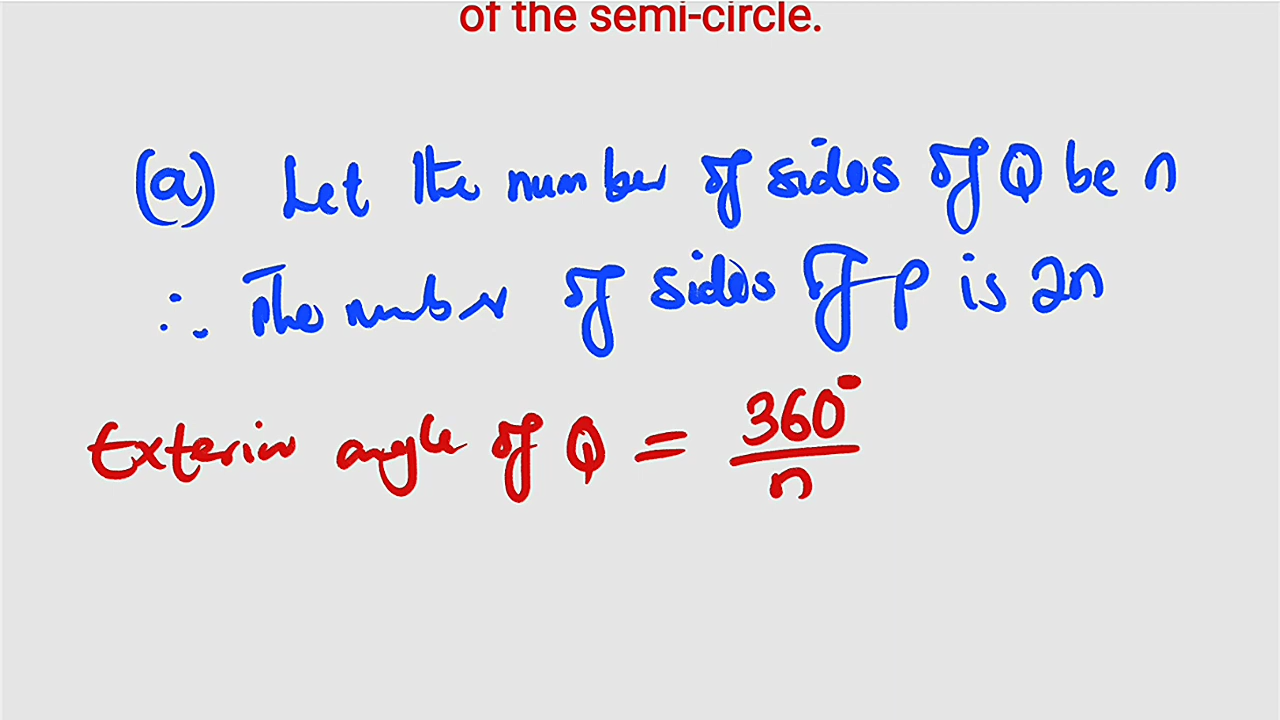 of the semi-circle.
(a) Let the number of sides of Q be n
∴ The number of sides of P is 2n
Exterior angle of Q = 360° / n